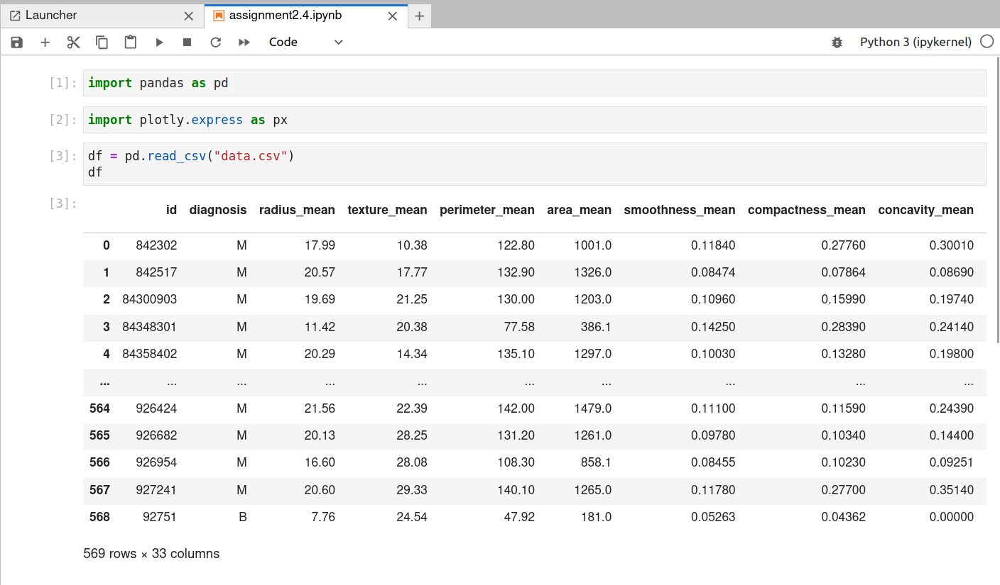 Launcher
assignment2.4.ipynb
Code
Python 3 (ipykernel)
[1]: import pandas as pd
[2]: import plotly.express as px
[3]: df = pd.read_csv("data.csv")
df
[3]:
id diagnosis radius_mean texture_mean perimeter_mean area_mean smoothness_mean compactness_mean concavity_mean
0 842302 M 17.99 10.38 122.80 1001.0 0.11840 0.27760 0.30010
1 842517 M 20.57 17.77 132.90 1326.0 0.08474 0.07864 0.08690
2 84300903 M 19.69 21.25 130.00 1203.0 0.10960 0.15990 0.19740
3 84348301 M 11.42 20.38 77.58 386.1 0.14250 0.28390 0.24140
4 84358402 M 20.29 14.34 135.10 1297.0 0.10030 0.13280 0.19800
... ... ... ... ... ... ... ... ... ...
564 926424 M 21.56 22.39 142.00 1479.0 0.11100 0.11590 0.24390
565 926682 M 20.13 28.25 131.20 1261.0 0.09780 0.10340 0.14400
566 926954 M 16.60 28.08 108.30 858.1 0.08455 0.10230 0.09251
567 927241 M 20.60 29.33 140.10 1265.0 0.11780 0.27700 0.35140
568 92751 B 7.76 24.54 47.92 181.0 0.05263 0.04362 0.00000
569 rows × 33 columns